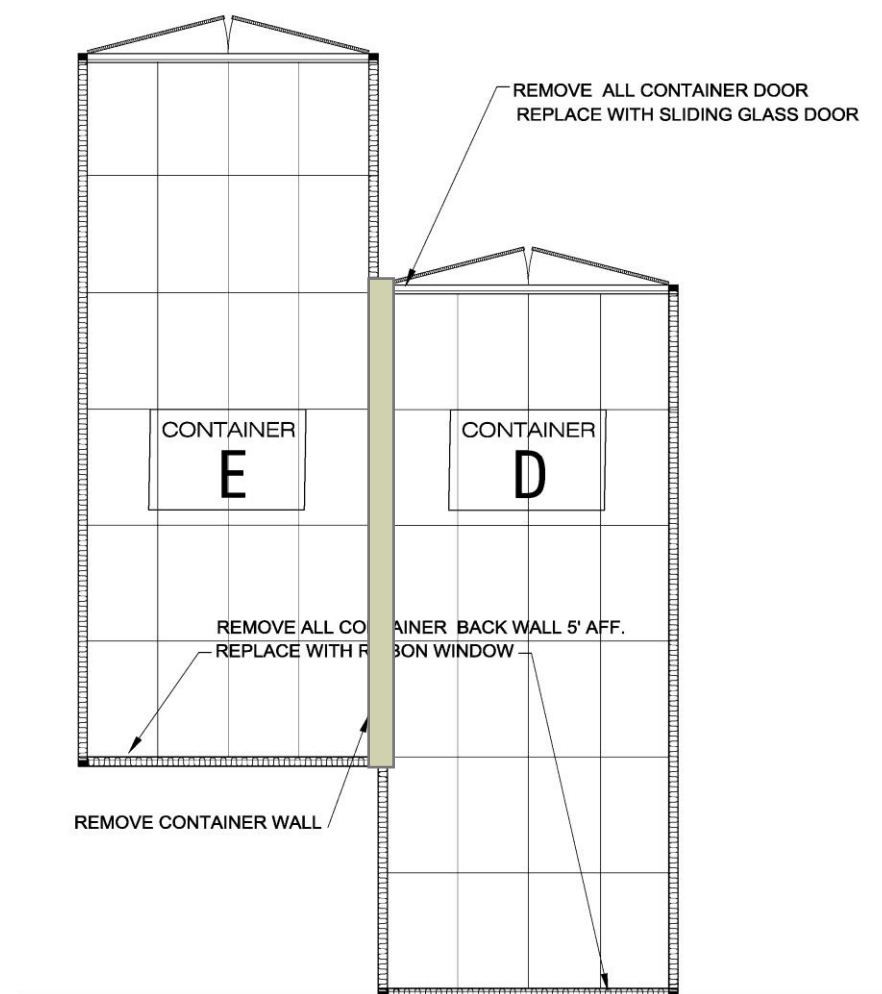 REMOVE ALL CONTAINER DOOR
REPLACE WITH SLIDING GLASS DOOR
CONTAINER
E
CONTAINER
D
REMOVE ALL BACK WALL 5' AFF.
REPLACE WITH WINDOW
REMOVE CONTAINER WALL